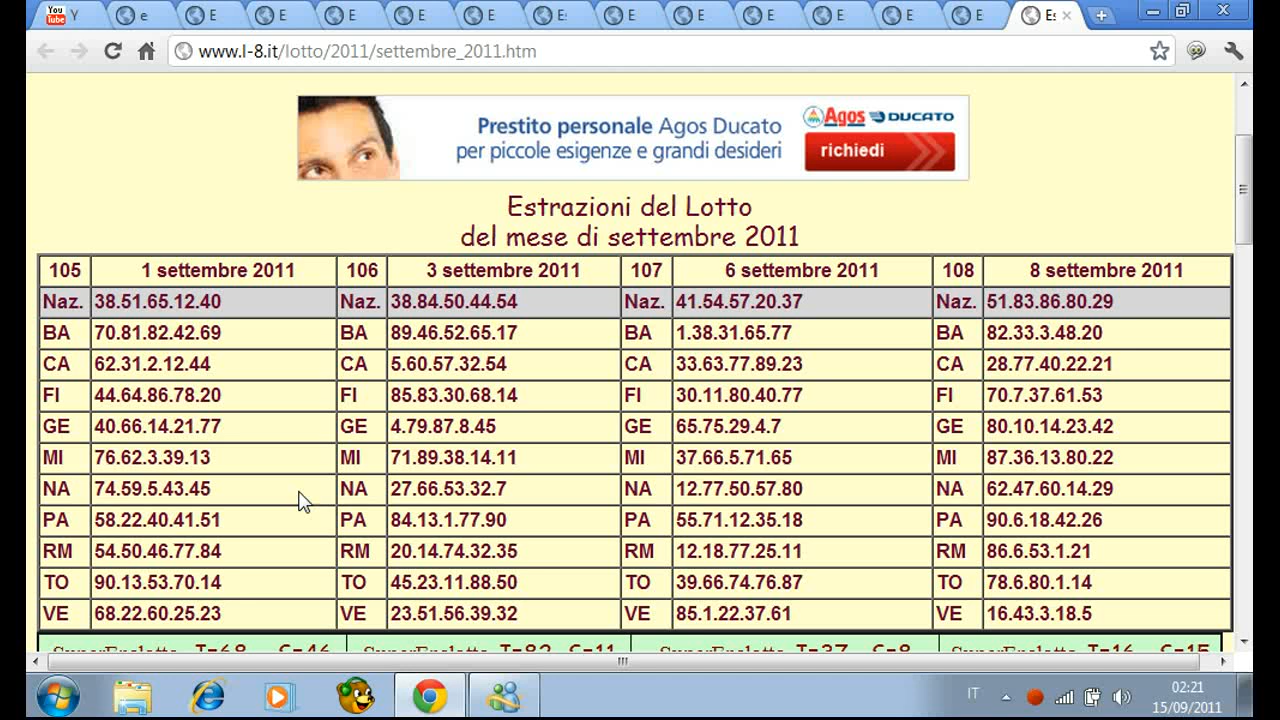 You Tube Y e E E E E E E: E E E E E E Es
www.l-8.it/lotto/2011/settembre_2011.htm
Prestito personale Agos Ducato
per piccole esigenze e grandi desideri
Agos DUCATO
richiedi
Estrazioni del Lotto
del mese di settembre 2011
105 1 settembre 2011 106 3 settembre 2011 107 6 settembre 2011 108 8 settembre 2011
Naz. 38.51.65.12.40 Naz. 38.84.50.44.54 Naz. 41.54.57.20.37 Naz. 51.83.86.80.29
BA 70.81.82.42.69 BA 89.46.52.65.17 BA 1.38.31.65.77 BA 82.33.3.48.20
CA 62.31.2.12.44 CA 5.60.57.32.54 CA 33.63.77.89.23 CA 28.77.40.22.21
FI 44.64.86.78.20 FI 85.83.30.68.14 FI 30.11.80.40.77 FI 70.7.37.61.53
GE 40.66.14.21.77 GE 4.79.87.8.45 GE 65.75.29.4.7 GE 80.10.14.23.42
MI 76.62.3.39.13 MI 71.89.38.14.11 MI 37.66.5.71.65 MI 87.36.13.80.22
NA 74.59.5.43.45 NA 27.66.53.32.7 NA 12.77.50.57.80 NA 62.47.60.14.29
PA 58.22.40.41.51 PA 84.13.1.77.90 PA 55.71.12.35.18 PA 90.6.18.42.26
RM 54.50.46.77.84 RM 20.14.74.32.35 RM 12.18.77.25.11 RM 86.6.53.1.21
TO 90.13.53.70.14 TO 45.23.11.88.50 TO 39.66.74.76.87 TO 78.6.80.1.14
VE 68.22.60.25.23 VE 23.51.56.39.32 VE 85.1.22.37.61 VE 16.43.3.18.5
SuperEnalotto J=68 S=46 SuperEnalotto J=82 S=11 SuperEnalotto J=37 S=8 SuperEnalotto J=16 S=15
IT
02:21
15/09/2011